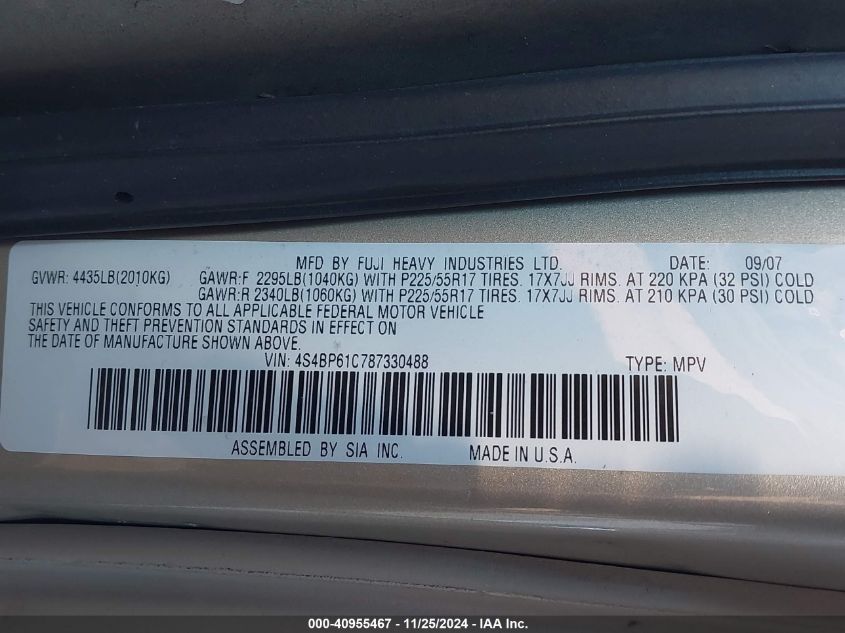 MFD BY FUJI HEAVY INDUSTRIES LTD. DATE: 09/07
GVWR: 4435LB(2010KG) GAWR:F 2295LB(1040KG) WITH P225/55R17 TIRES. 17X7JJ RIMS. AT 220 KPA (32 PSI) COLD
GAWR:R 2340LB(1060KG) WITH P225/55R17 TIRES. 17X7JJ RIMS. AT 210 KPA (30 PSI) COLD
THIS VEHICLE CONFORMS TO ALL APPLICABLE FEDERAL MOTOR VEHICLE
SAFETY AND THEFT PREVENTION STANDARDS IN EFFECT ON
THE DATE OF MANUFACTURE SHOWN ABOVE.
VIN: 4S4BP61C787330488 TYPE: MPV
ASSEMBLED BY SIA INC. MADE IN U.S.A.
000-40955467 - 11/25/2024 - IAA Inc.